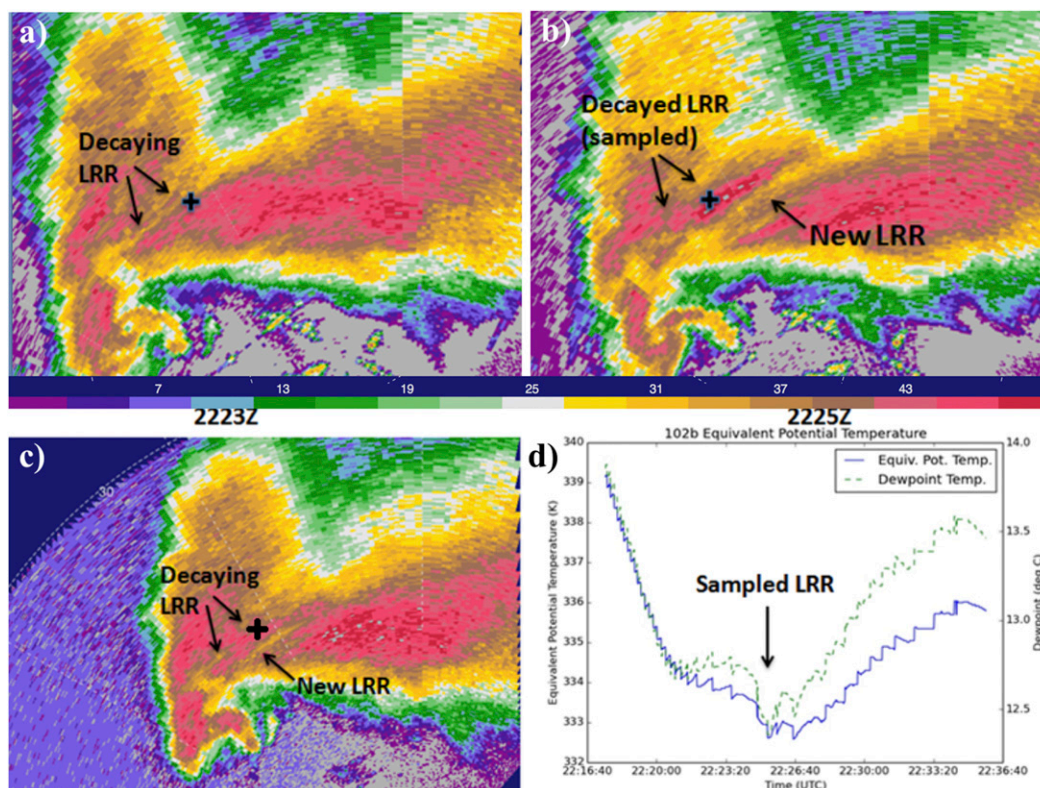 a)
Decaying
LRR
b)
Decayed LRR
(sampled)
New LRR
7 13 19 25 31 37 43
2223Z 2225Z
c)
30
Decaying
LRR
New LRR
d)
102b Equivalent Potential Temperature
Equiv. Pot. Temp.
Dewpoint Temp.
Sampled LRR
Equivalent Potential Temperature (K)
340
339
338
337
336
335
334
333
332
14.0
13.5
13.0
12.5
Dewpoint (deg C)
22:16:40 22:20:00 22:23:20 22:26:40 22:30:00 22:33:20 22:36:40
Time (UTC)